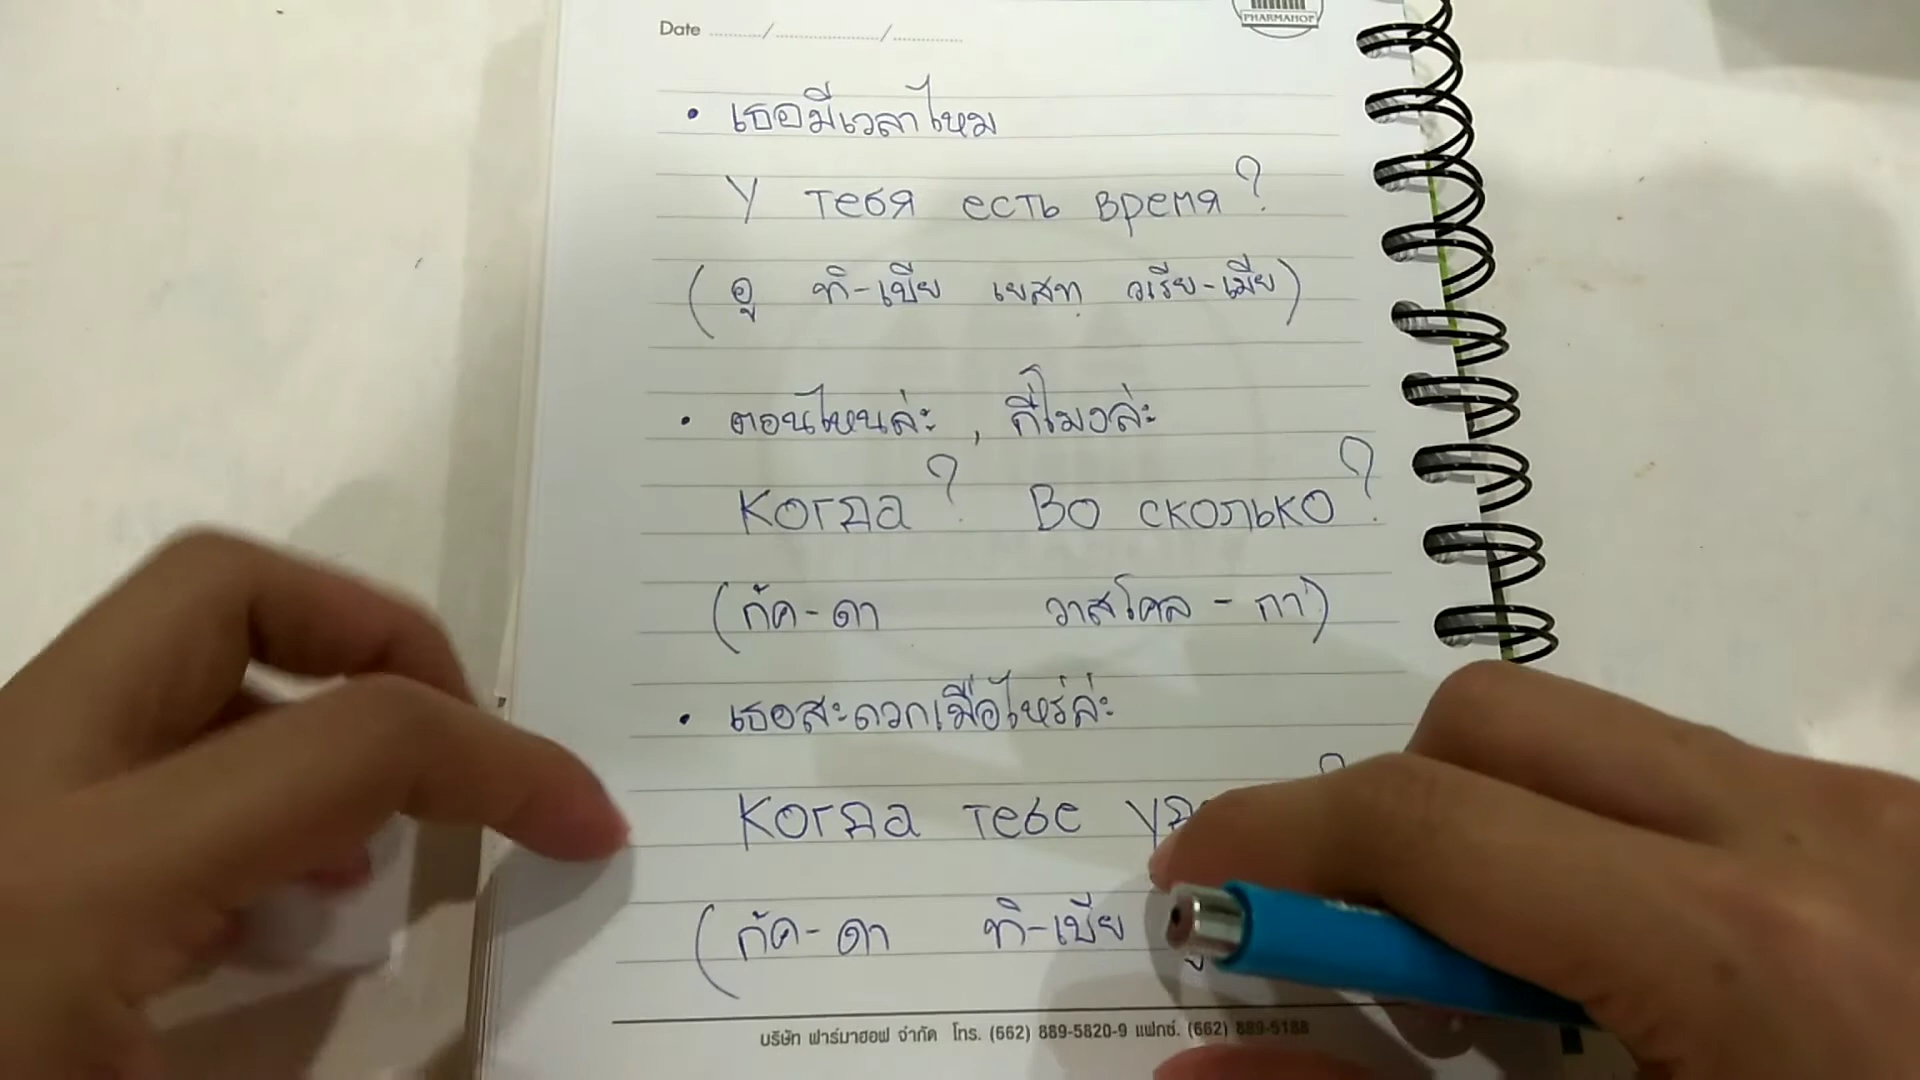 PHARMAHOF
Date ........../..................../..............
• เธอมีเวลาไหม
У тебя есть время?
(อู ทิ-เบีย เยสทฺ วเรีย-เมีย)
• ตอนไหนล่ะ , กี่โมงล่ะ
Когда? Во сколько?
(กัค-ดา วาสโคล - กา)
• เธอสะดวกเมื่อไหร่ล่ะ
Когда тебе ?
(กัค-ดา ทิ-เบีย
บริษัท ฟาร์มาฮอฟ จำกัด โทร. (662) 889-5820-9 แฟกซ์. (662) 889-5188